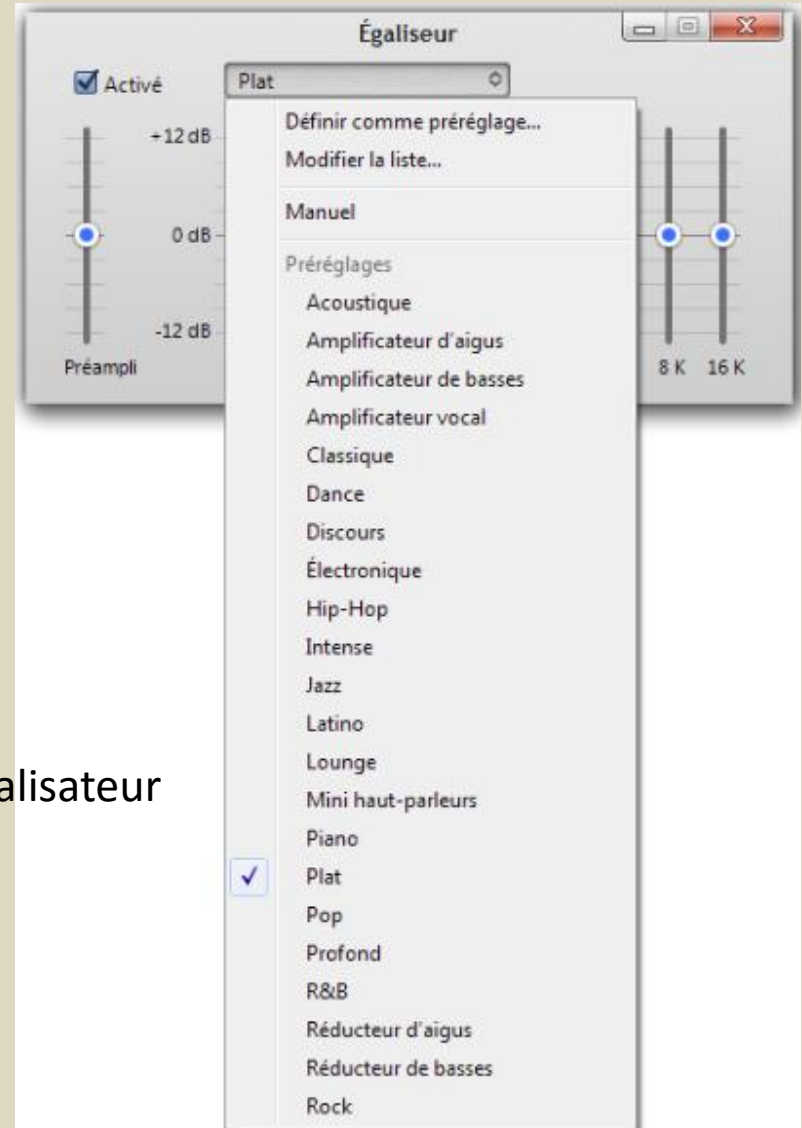 Égaliseur
Activé
Plat
+12 dB
0 dB
-12 dB
Préampli
8 K 16 K
Définir comme préréglage...
Modifier la liste...
Manuel
Préréglages
Acoustique
Amplificateur d'aigus
Amplificateur de basses
Amplificateur vocal
Classique
Dance
Discours
Électronique
Hip-Hop
Intense
Jazz
Latino
Lounge
Mini haut-parleurs
Piano
Plat
Pop
Profond
R&B
Réducteur d'aigus
Réducteur de basses
Rock
alisateur